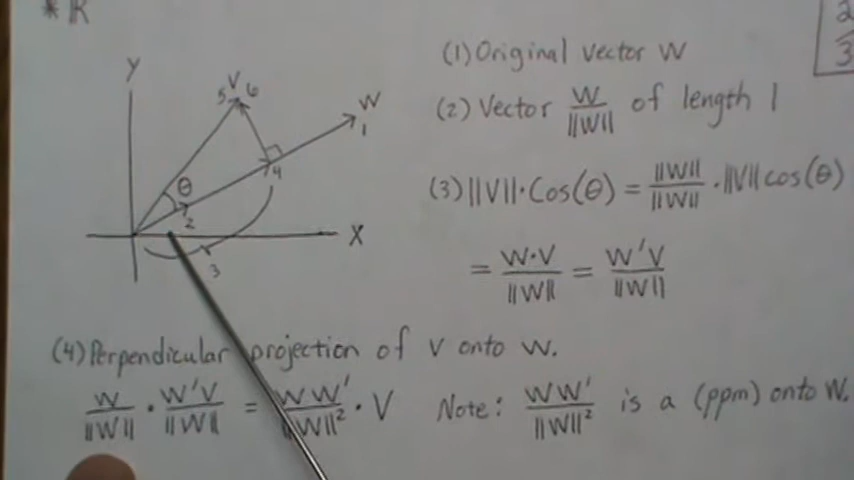 * R
2
3
Y
5 V 6
W
1
θ
4
2
X
3
(1) Original vector W
(2) Vector W/||W|| of length 1
(3) ||V||·Cos(θ) = ||W||/||W|| · ||V|| cos(θ)
= W·V/||W|| = W'V/||W||
(4) Perpendicular projection of V onto W.
W/||W|| · W'V/||W|| = WW'/||W||² · V
Note: WW'/||W||² is a (ppm) onto W.